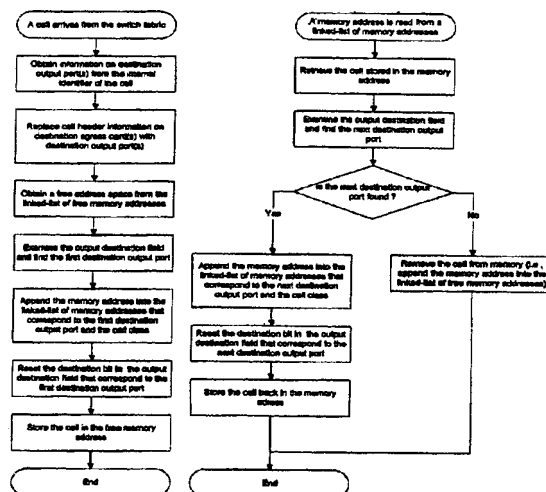 A cell arrives from the switch fabric
Obtain information on destination
output port(s) from the internal
identifier of the cell
Replace cell header information on
destination egress card(s) with
destination output port(s)
Obtain a free address space from the
linked-list of free memory addresses
Examine the output destination field
and find the first destination output port
Append the memory address into the
linked-list of memory addresses that
correspond to the first destination
output port and the cell class
Reset the destination bit in the output
destination field that correspond to the
first destination output port
Store the cell in the free memory
address
End
A memory address is read from a
linked-list of memory addresses
Retrieve the cell stored in the memory
address
Examine the output destination field
and find the next destination output
port
Is the next destination output
port found ?
Yes
No
Append the memory address into the
linked-list of memory addresses that
correspond to the next destination
output port and the cell class
Reset the destination bit in the output
destination field that correspond to the
next destination output port
Store the cell back in the memory
adress
Remove the cell from memory (i.e.,
append the memory address into the
linked-list of free memory addresses)
End